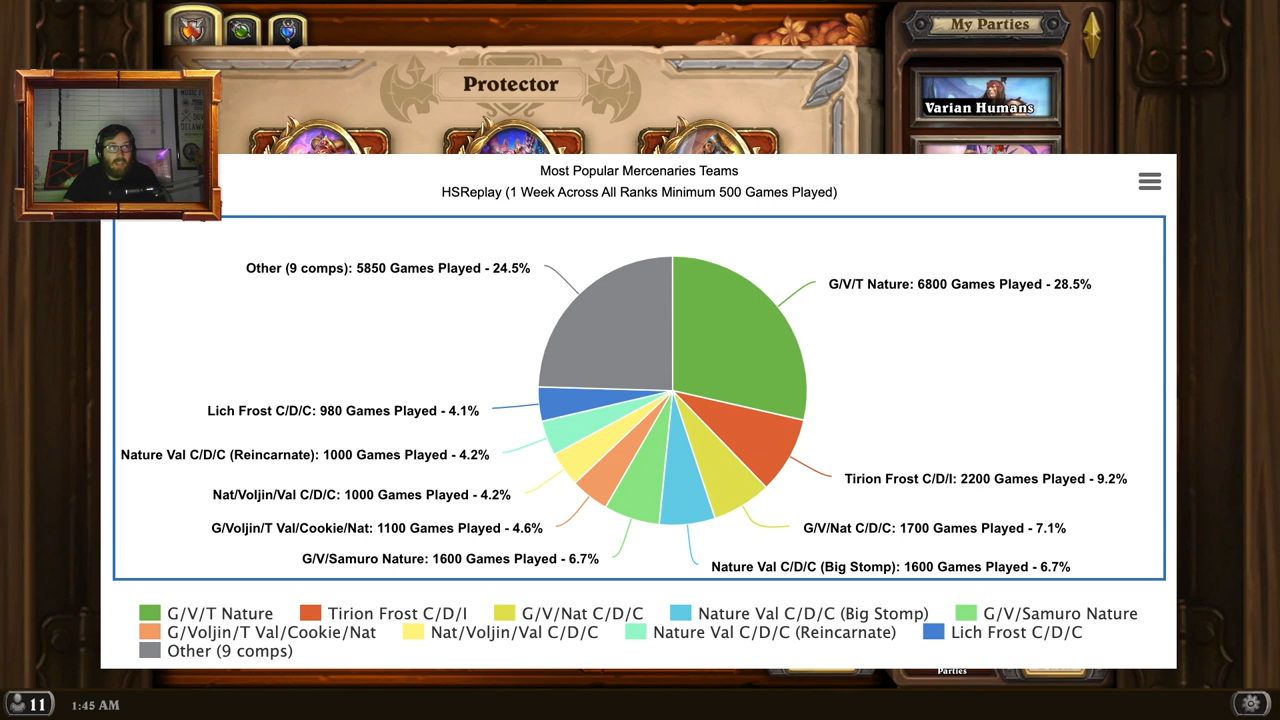 My Parties
Protector
Varian Humans
Most Popular Mercenaries Teams
HSReplay (1 Week Across All Ranks Minimum 500 Games Played)
Other (9 comps): 5850 Games Played - 24.5%
G/V/T Nature: 6800 Games Played - 28.5%
Lich Frost C/D/C: 980 Games Played - 4.1%
Nature Val C/D/C (Reincarnate): 1000 Games Played - 4.2%
Tirion Frost C/D/I: 2200 Games Played - 9.2%
Nat/Voljin/Val C/D/C: 1000 Games Played - 4.2%
G/Voljin/T Val/Cookie/Nat: 1100 Games Played - 4.6%
G/V/Nat C/D/C: 1700 Games Played - 7.1%
G/V/Samuro Nature: 1600 Games Played - 6.7%
Nature Val C/D/C (Big Stomp): 1600 Games Played - 6.7%
G/V/T Nature Tirion Frost C/D/I G/V/Nat C/D/C Nature Val C/D/C (Big Stomp) G/V/Samuro Nature
G/Voljin/T Val/Cookie/Nat Nat/Voljin/Val C/D/C Nature Val C/D/C (Reincarnate) Lich Frost C/D/C
Other (9 comps)
Parties
11 1:45 AM